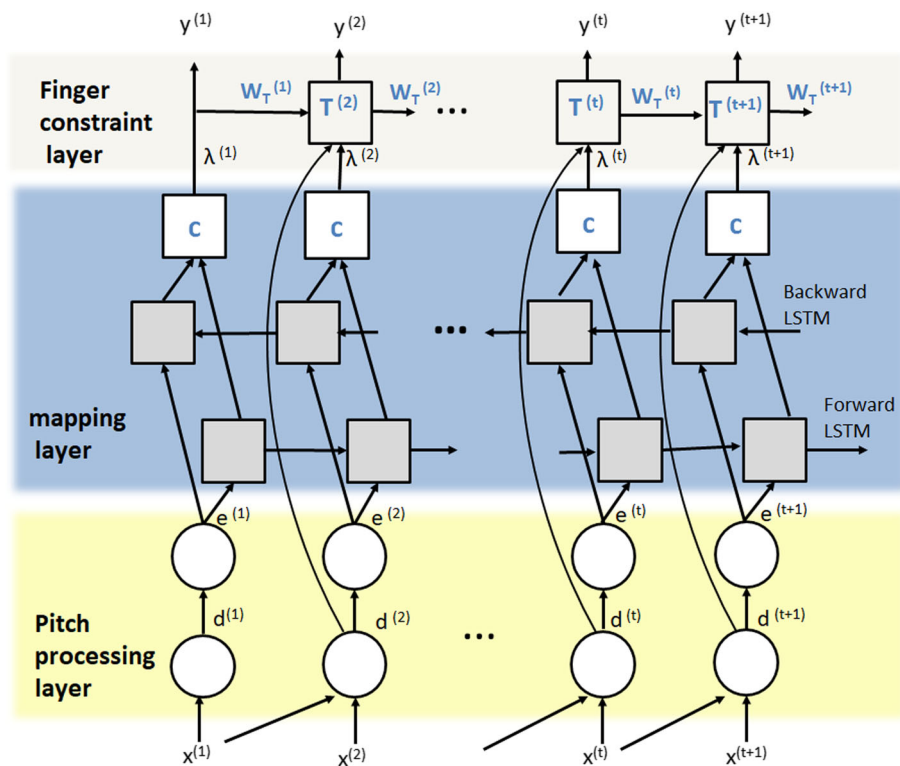 y(1) y(2) y(t) y(t+1)
Finger
constraint
layer
WT(1) T(2) WT(2) ... T(t) WT(t) T(t+1) WT(t+1)
λ(1) λ(2) λ(t) λ(t+1)
C C C C
Backward
LSTM
...
mapping
layer
Forward
LSTM
e(1) e(2) e(t) e(t+1)
Pitch
processing
layer
d(1) d(2) ... d(t) d(t+1)
x(1) x(2) x(t) x(t+1)